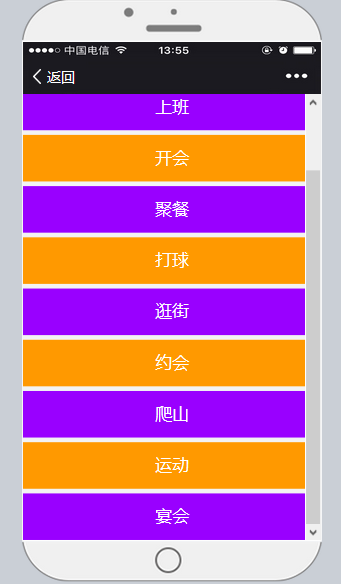 中国电信 13:55
返回
上班
开会
聚餐
打球
逛街
约会
爬山
运动
宴会